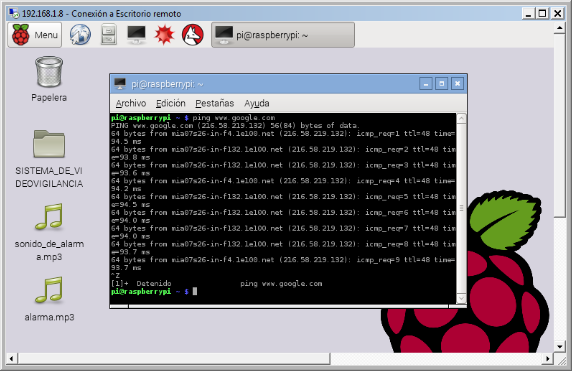 192.168.1.8 - Conexión a Escritorio remoto
Menu
pi@raspberrypi: ~
Papelera
SISTEMA_DE_VI
DEOVIGILANCIA
sonido_de_alarm
a.mp3
alarma.mp3
pi@raspberrypi: ~
Archivo Edición Pestañas Ayuda
pi@raspberrypi ~ $ ping www.google.com
PING www.google.com (216.58.219.132) 56(84) bytes of data.
64 bytes from mia07s26-in-f4.1e100.net (216.58.219.132): icmp_req=1 ttl=48 time=
94.5 ms
64 bytes from mia07s26-in-f132.1e100.net (216.58.219.132): icmp_req=2 ttl=48 tim
e=93.8 ms
64 bytes from mia07s26-in-f132.1e100.net (216.58.219.132): icmp_req=3 ttl=48 tim
e=93.6 ms
64 bytes from mia07s26-in-f4.1e100.net (216.58.219.132): icmp_req=4 ttl=48 time=
94.2 ms
64 bytes from mia07s26-in-f132.1e100.net (216.58.219.132): icmp_req=5 ttl=48 tim
e=94.5 ms
64 bytes from mia07s26-in-f132.1e100.net (216.58.219.132): icmp_req=6 ttl=48 tim
e=94.0 ms
64 bytes from mia07s26-in-f132.1e100.net (216.58.219.132): icmp_req=7 ttl=48 tim
e=94.0 ms
64 bytes from mia07s26-in-f132.1e100.net (216.58.219.132): icmp_req=8 ttl=48 tim
e=93.7 ms
64 bytes from mia07s26-in-f4.1e100.net (216.58.219.132): icmp_req=9 ttl=48 time=
93.7 ms
^Z
[1]+ Detenido ping www.google.com
pi@raspberrypi ~ $